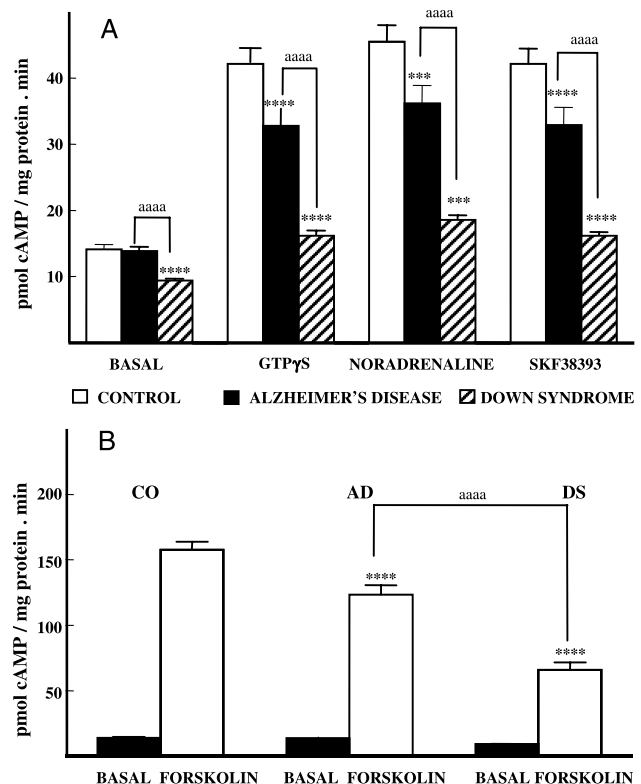 A
pmol cAMP / mg protein . min
40
30
20
10
aaaa
****
aaaa
****
****
aaaa
***
***
aaaa
****
****
BASAL GTPγS NORADRENALINE SKF38393
CONTROL ALZHEIMER'S DISEASE DOWN SYNDROME
B
pmol cAMP / mg protein . min
200
150
100
50
CO AD DS
aaaa
****
****
BASAL FORSKOLIN BASAL FORSKOLIN BASAL FORSKOLIN